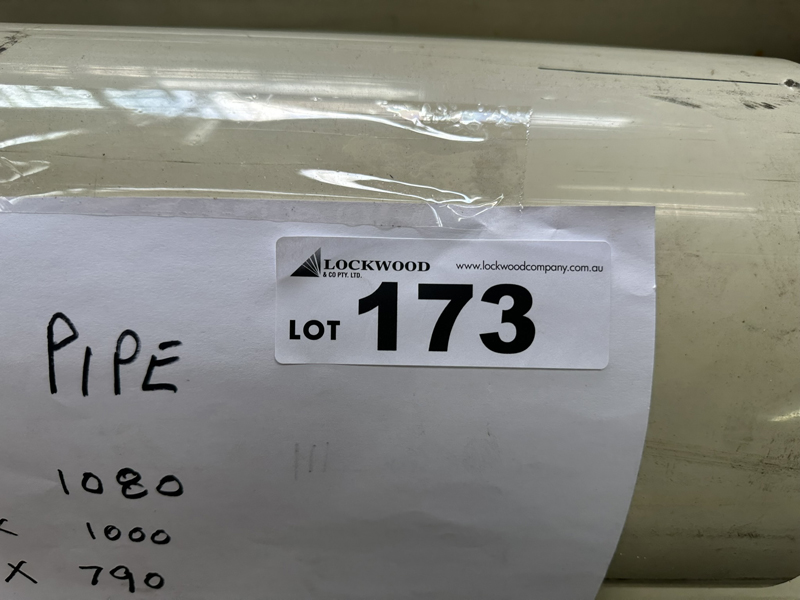 LOCKWOOD
& CO PTY. LTD.
www.lockwoodcompany.com.au
LOT 173
PIPE
1080
X 1000
X 790